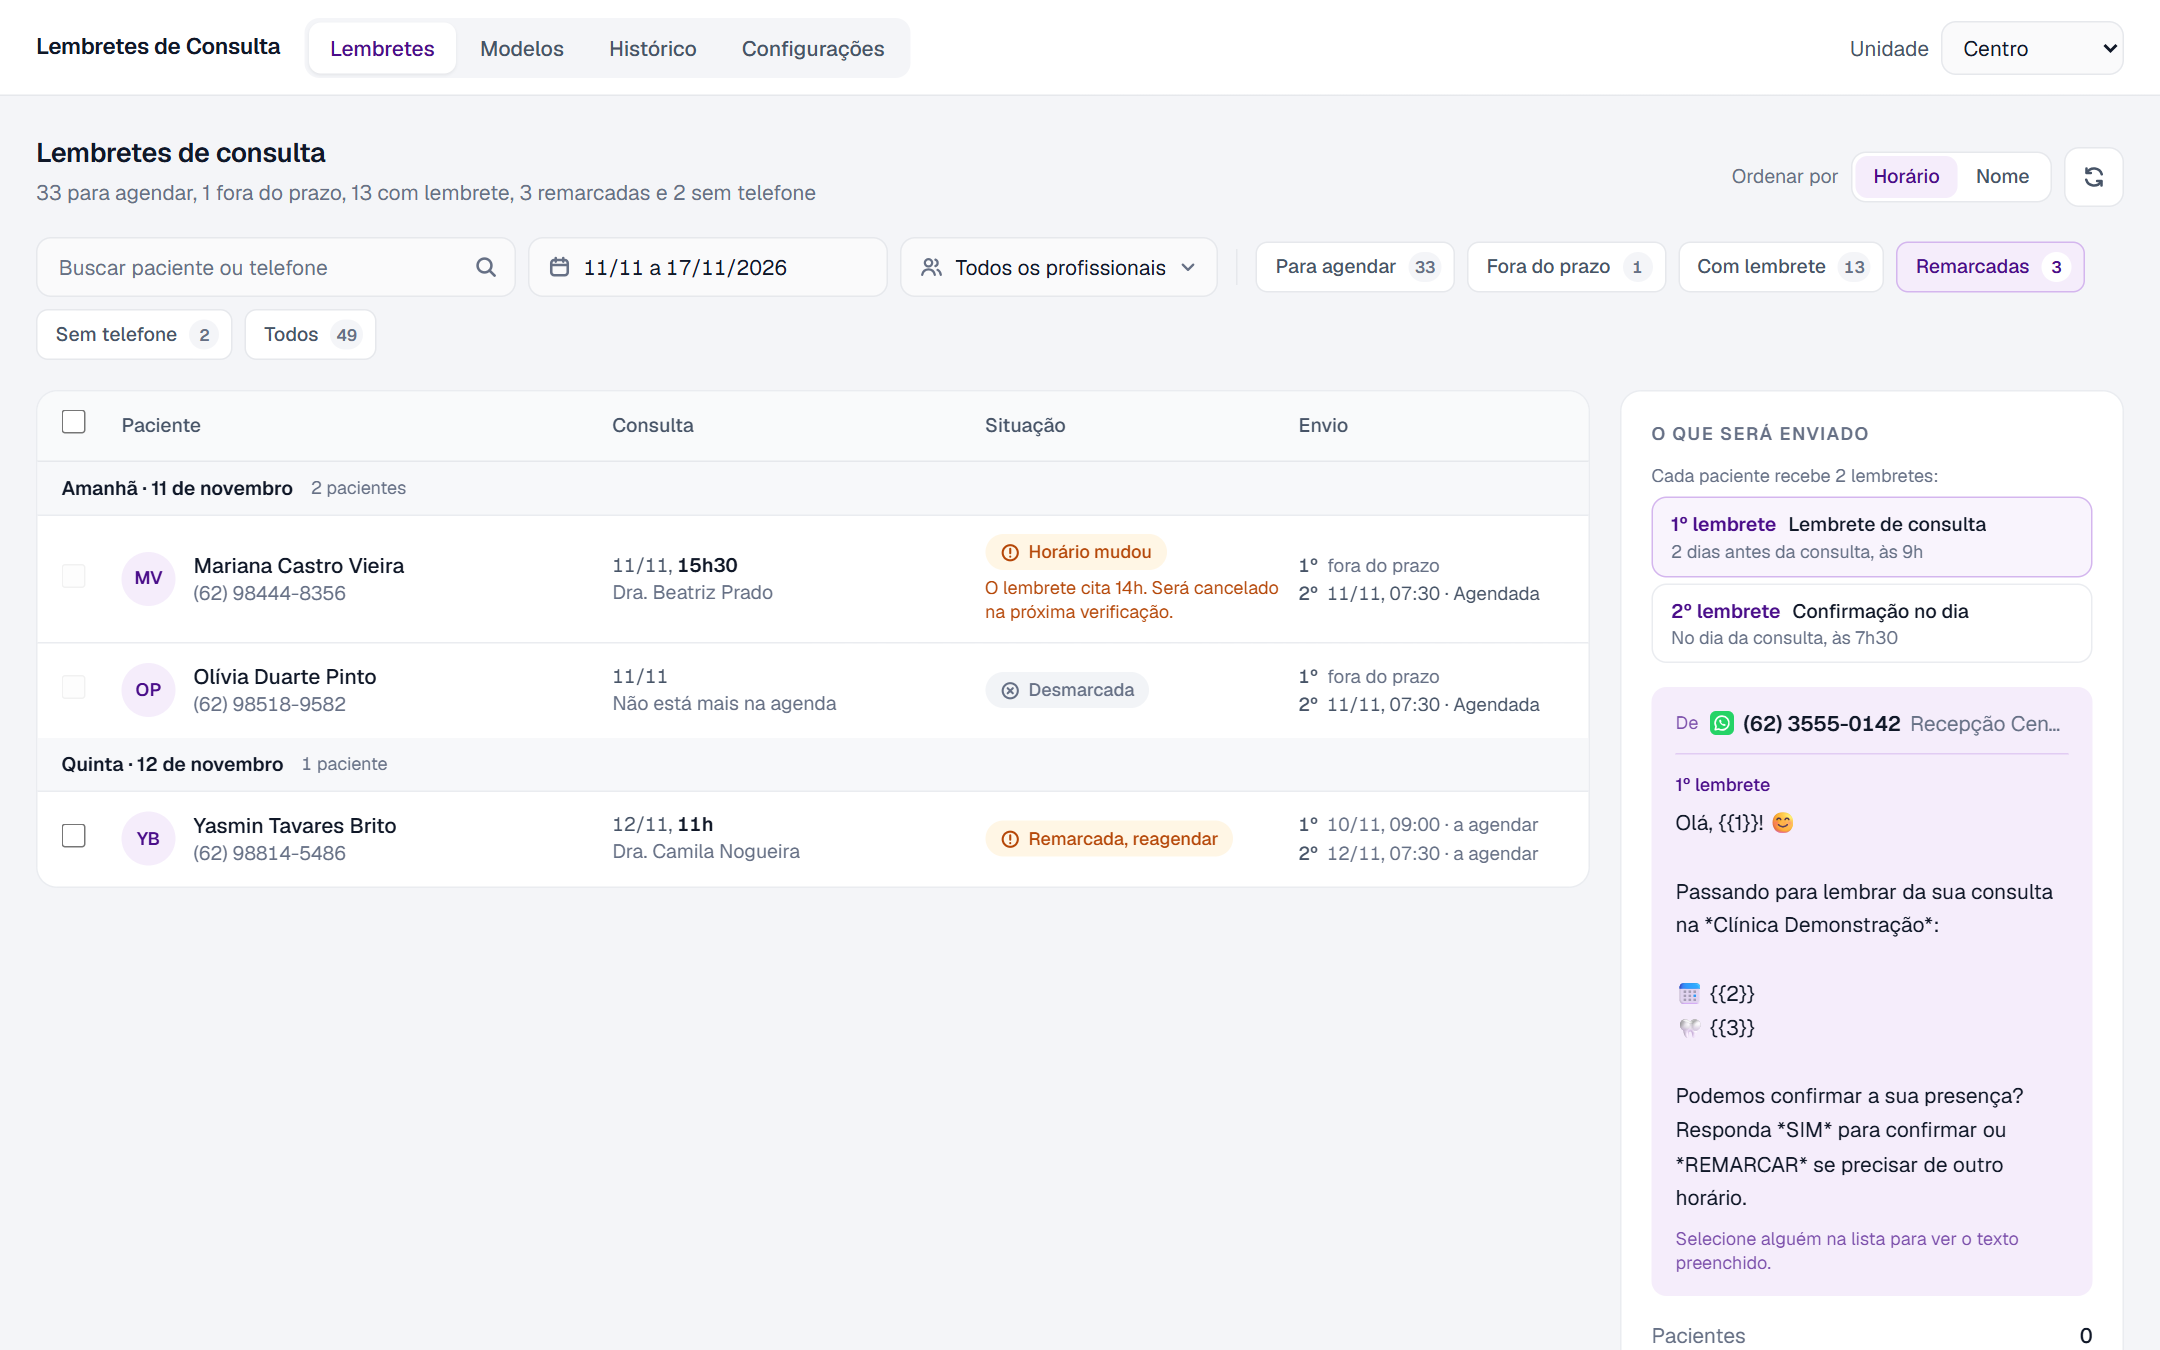 Lembretes de Consulta
Lembretes
Modelos
Histórico
Configurações
Unidade
Centro
Lembretes de consulta
33 para agendar, 1 fora do prazo, 13 com lembrete, 3 remarcadas e 2 sem telefone
Ordenar por
Horário
Nome
Buscar paciente ou telefone
11/11 a 17/11/2026
Todos os profissionais
Para agendar 33
Fora do prazo 1
Com lembrete 13
Remarcadas 3
Sem telefone 2
Todos 49
Paciente
Consulta
Situação
Envio
Amanhã · 11 de novembro 2 pacientes
MV
Mariana Castro Vieira
(62) 98444-8356
11/11, 15h30
Dra. Beatriz Prado
Horário mudou
O lembrete cita 14h. Será cancelado
na próxima verificação.
1º fora do prazo
2º 11/11, 07:30 · Agendada
OP
Olívia Duarte Pinto
(62) 98518-9582
11/11
Não está mais na agenda
Desmarcada
1º fora do prazo
2º 11/11, 07:30 · Agendada
Quinta · 12 de novembro 1 paciente
YB
Yasmin Tavares Brito
(62) 98814-5486
12/11, 11h
Dra. Camila Nogueira
Remarcada, reagendar
1º 10/11, 09:00 · a agendar
2º 12/11, 07:30 · a agendar
O QUE SERÁ ENVIADO
Cada paciente recebe 2 lembretes:
1º lembrete Lembrete de consulta
2 dias antes da consulta, às 9h
2º lembrete Confirmação no dia
No dia da consulta, às 7h30
De (62) 3555-0142 Recepção Cen...
1º lembrete
Olá, {{1}}! 😊
Passando para lembrar da sua consulta
na *Clínica Demonstração*:
🗓️ {{2}}
🦷 {{3}}
Podemos confirmar a sua presença?
Responda *SIM* para confirmar ou
*REMARCAR* se precisar de outro
horário.
Selecione alguém na lista para ver o texto
preenchido.
Pacientes 0